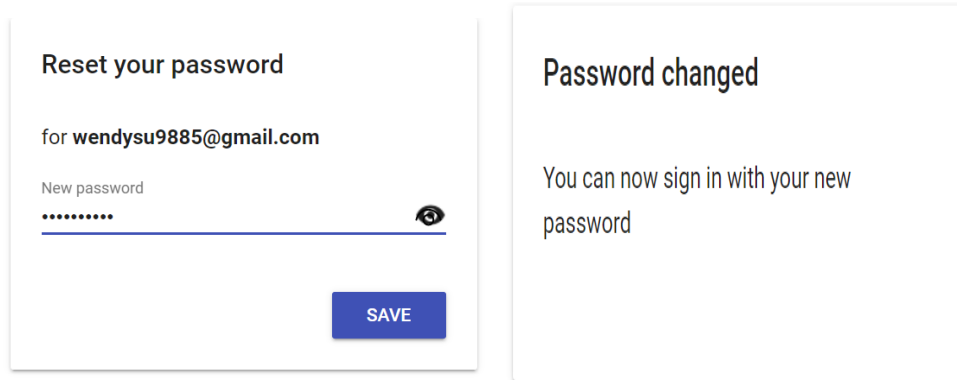 Reset your password
for wendysu9885@gmail.com
New password
••••••••••
SAVE
Password changed
You can now sign in with your new
password